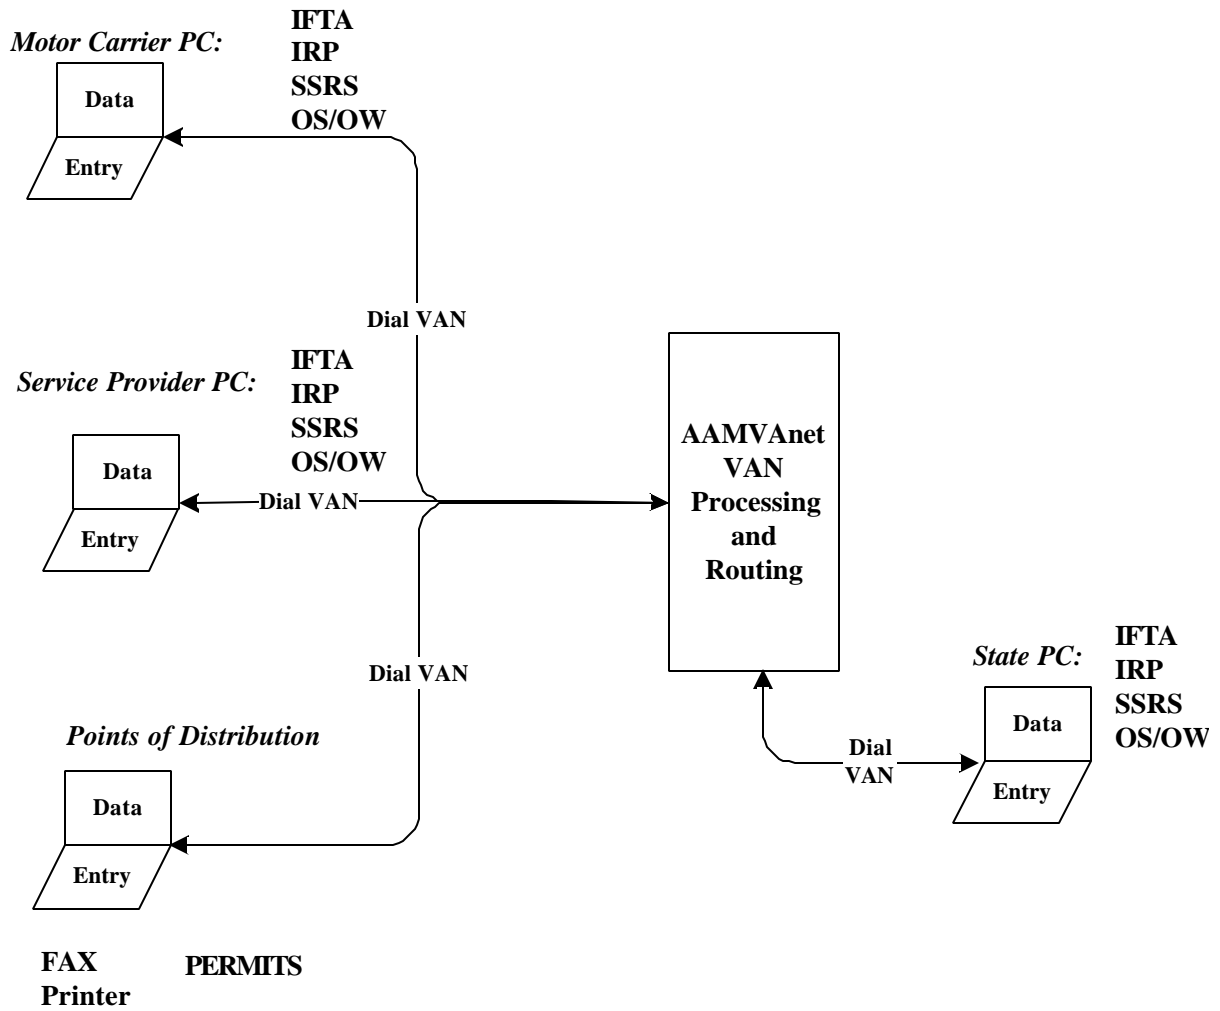 Motor Carrier PC:
IFTA
IRP
SSRS
OS/OW
Data
Entry
Dial VAN
Service Provider PC:
IFTA
IRP
SSRS
OS/OW
Data
Entry
Dial VAN
AAMVAnet
VAN
Processing
and
Routing
Dial VAN
Points of Distribution
Data
Entry
FAX
Printer
PERMITS
State PC:
IFTA
IRP
SSRS
OS/OW
Data
Entry
Dial
VAN